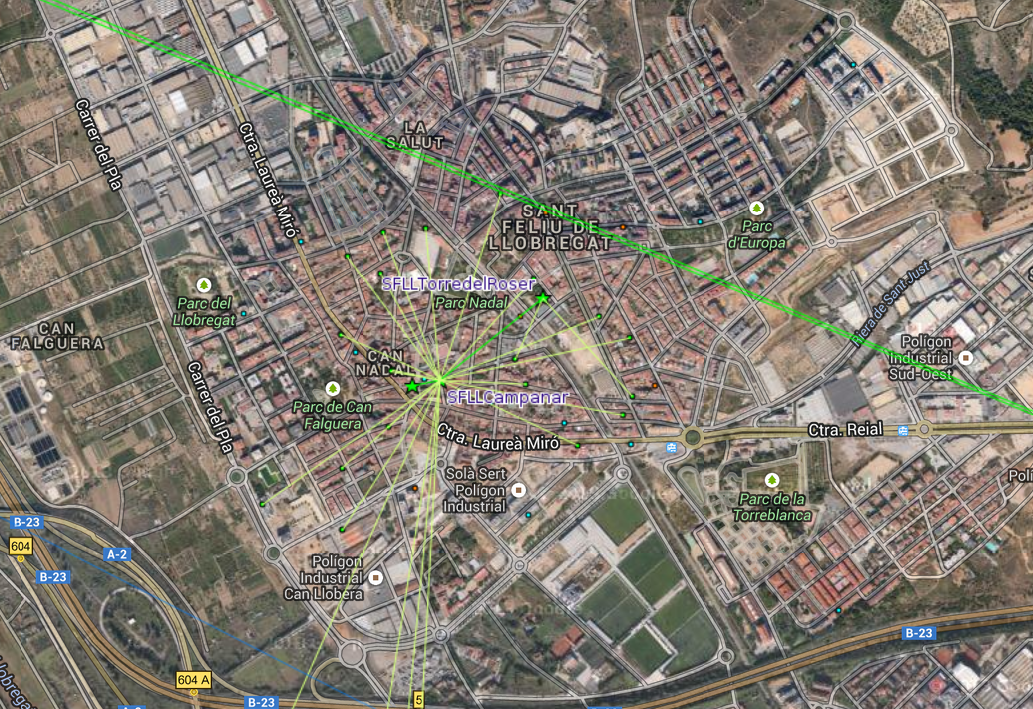 Carrer del Pla
Ctra. Laureà Miró
LA
SALUT
SANT
FELIU DE
LLOBREGAT
Parc
d'Europa
SFLLTorredelRoser
Parc Nadal
Parc del
Llobregat
Riera de Sant Just
CAN
FALGUERA
Polígon
Industrial
Sud-Oest
CAN
NADAL
Carrer del Pla
SFLLCampanar
Parc de Can
Falguera
Ctra. Laureà Miró
Ctra. Reial
Solà Sert
Polígon
Industrial
Parc de la
Torreblanca
Polí
B-23
604
A-2
B-23
Polígon
Industrial
Can Llobera
B-23
604 A
B-23
5